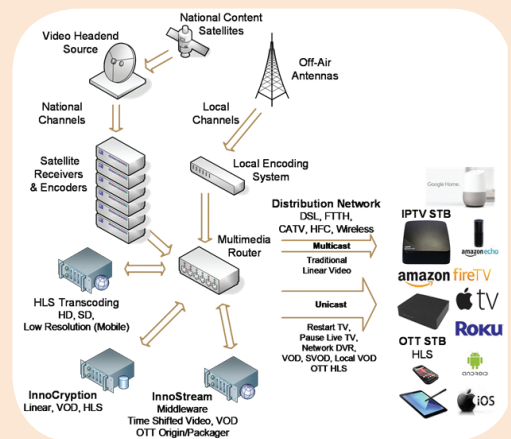 National Content
Satellites
Video Headend
Source
Off-Air
Antennas
National
Channels
Local
Channels
Satellite
Receivers
& Encoders
Local Encoding
System
Google Home.
Distribution Network
DSL, FTTH,
CATV, HFC, Wireless
Multicast
Traditional
Linear Video
IPTV STB
amazon echo
Multimedia
Router
amazon fireTV
HLS Transcoding
HD, SD,
Low Resolution (Mobile)
Unicast
Restart TV,
Pause Live TV,
Network DVR,
VOD, SVOD, Local VOD
OTT HLS
tv
ROKU
OTT STB
HLS
ANDROID
iOS
InnoCryption
Linear, VOD, HLS
InnoStream
Middleware
Time Shifted Video, VOD
OTT Origin/Packager